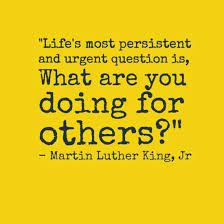 "Life's most persistent
and urgent question is,
What are you
doing for
others?"
- Martin Luther King, Jr